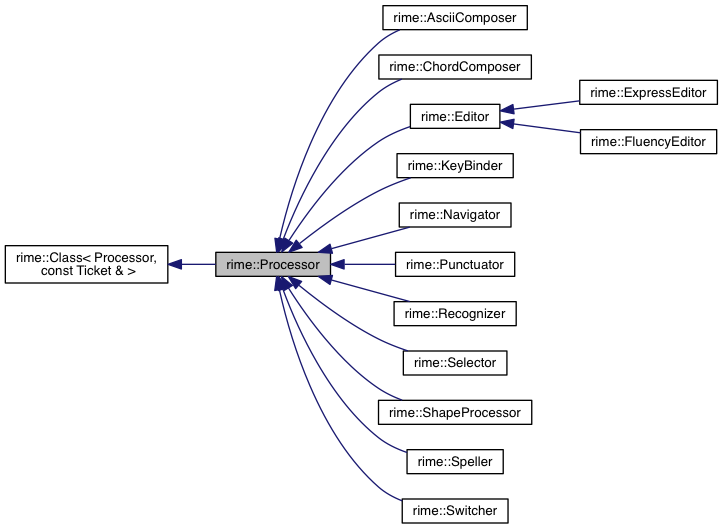 rime::AsciiComposer
rime::ChordComposer
rime::ExpressEditor
rime::Editor
rime::FluencyEditor
rime::KeyBinder
rime::Navigator
rime::Class< Processor,
const Ticket & >
rime::Processor
rime::Punctuator
rime::Recognizer
rime::Selector
rime::ShapeProcessor
rime::Speller
rime::Switcher